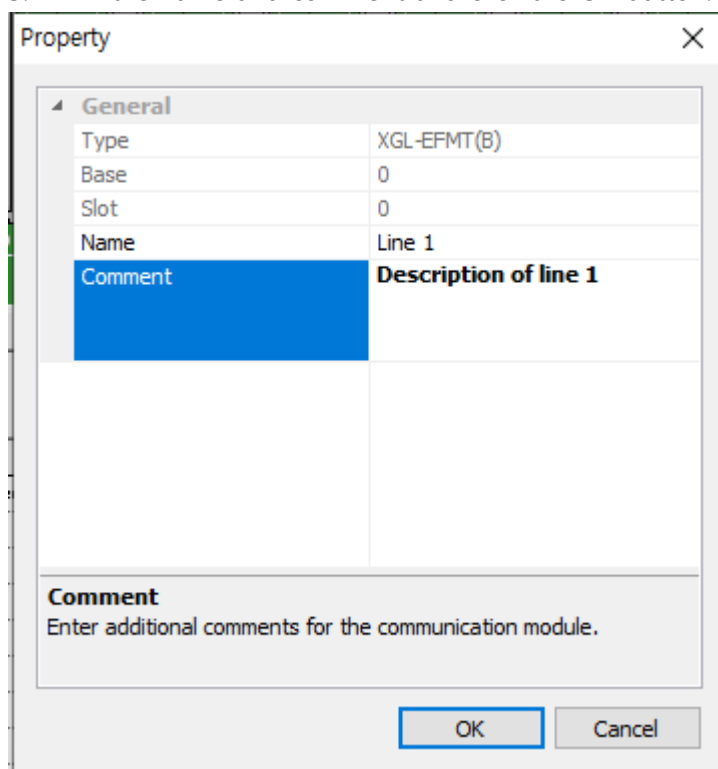 Property
General
Type XGL-EFMT(B)
Base 0
Slot 0
Name Line 1
Comment Description of line 1
Comment
Enter additional comments for the communication module.
OK Cancel